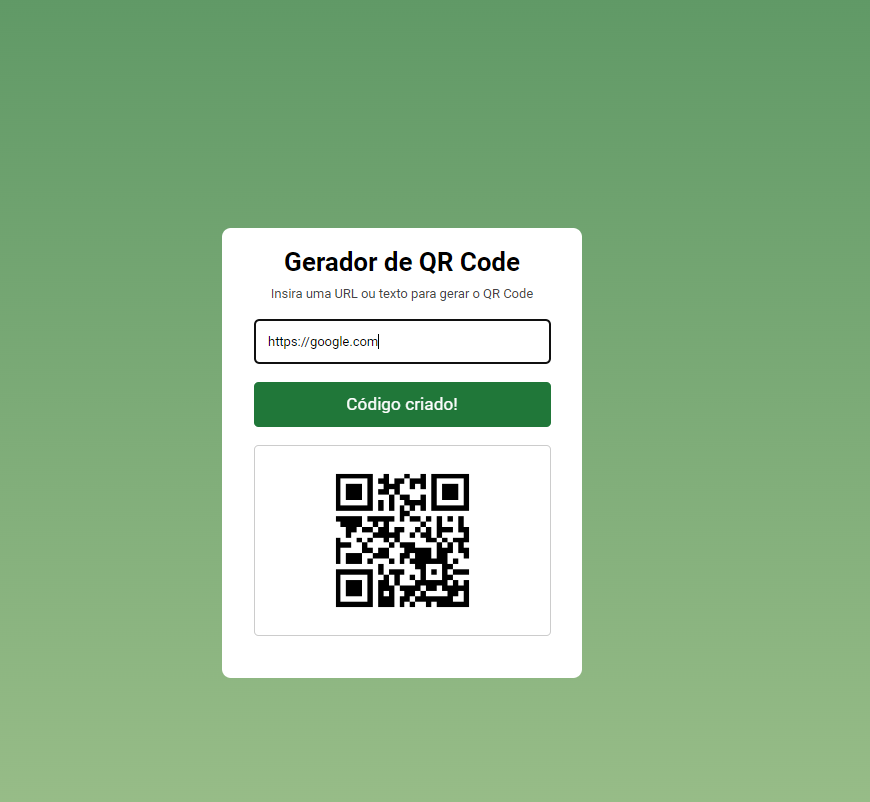 Gerador de QR Code
Insira uma URL ou texto para gerar o QR Code
https://google.com
Código criado!